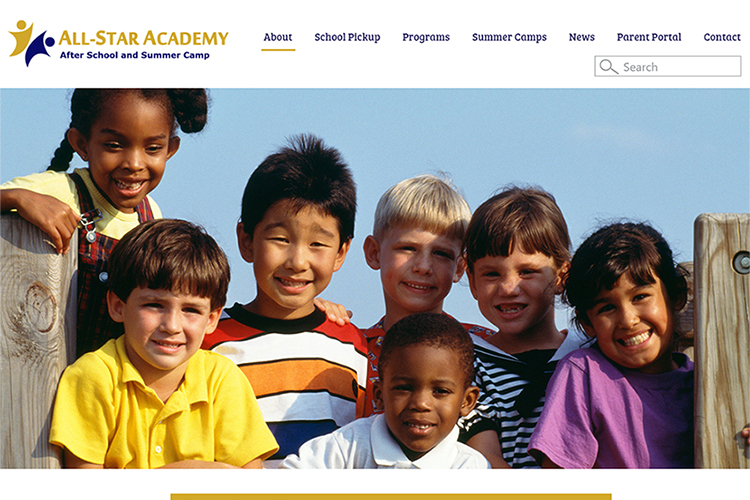 ALL-STAR ACADEMY
After School and Summer Camp
About School Pickup Programs Summer Camps News Parent Portal Contact
Search